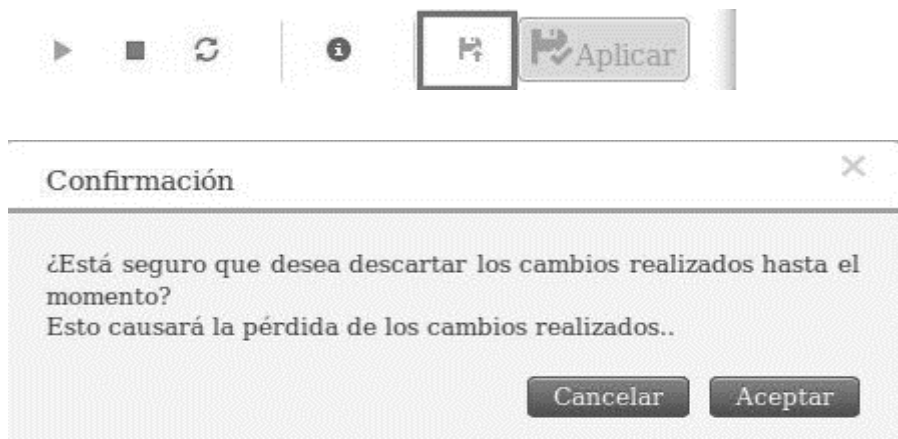 Aplicar
Confirmación
¿Está seguro que desea descartar los cambios realizados hasta el
momento?
Esto causará la pérdida de los cambios realizados..
Cancelar Aceptar